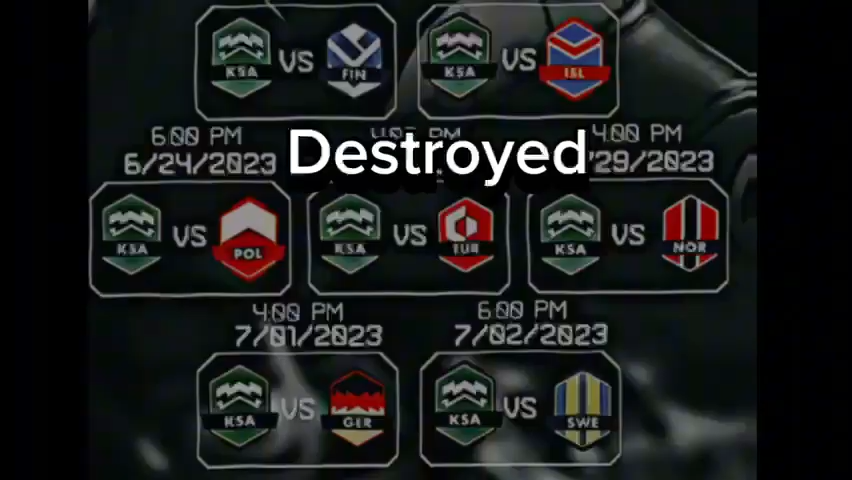 KSA VS FIN KSA VS ISL
6:00 PM 4:00 PM
6/24/2023 Destroyed /29/2023
KSA VS POL KSA VS TUR KSA VS NOR
4:00 PM 6:00 PM
7/01/2023 7/02/2023
KSA VS GER KSA VS SWE